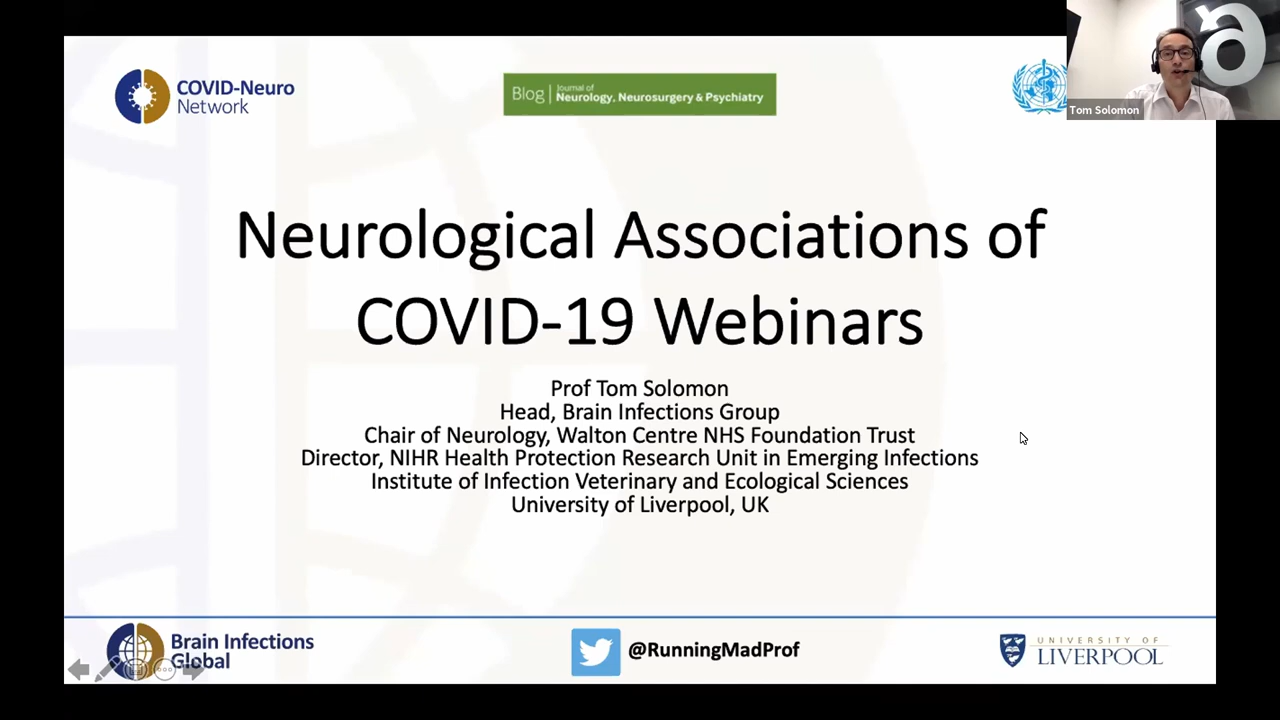 COVID-Neuro
Network
Blog
Journal of
Neurology, Neurosurgery & Psychiatry
Tom Solomon
Neurological Associations of
COVID-19 Webinars
Prof Tom Solomon
Head, Brain Infections Group
Chair of Neurology, Walton Centre NHS Foundation Trust
Director, NIHR Health Protection Research Unit in Emerging Infections
Institute of Infection Veterinary and Ecological Sciences
University of Liverpool, UK
Brain Infections
Global
@RunningMadProf
UNIVERSITY OF
LIVERPOOL